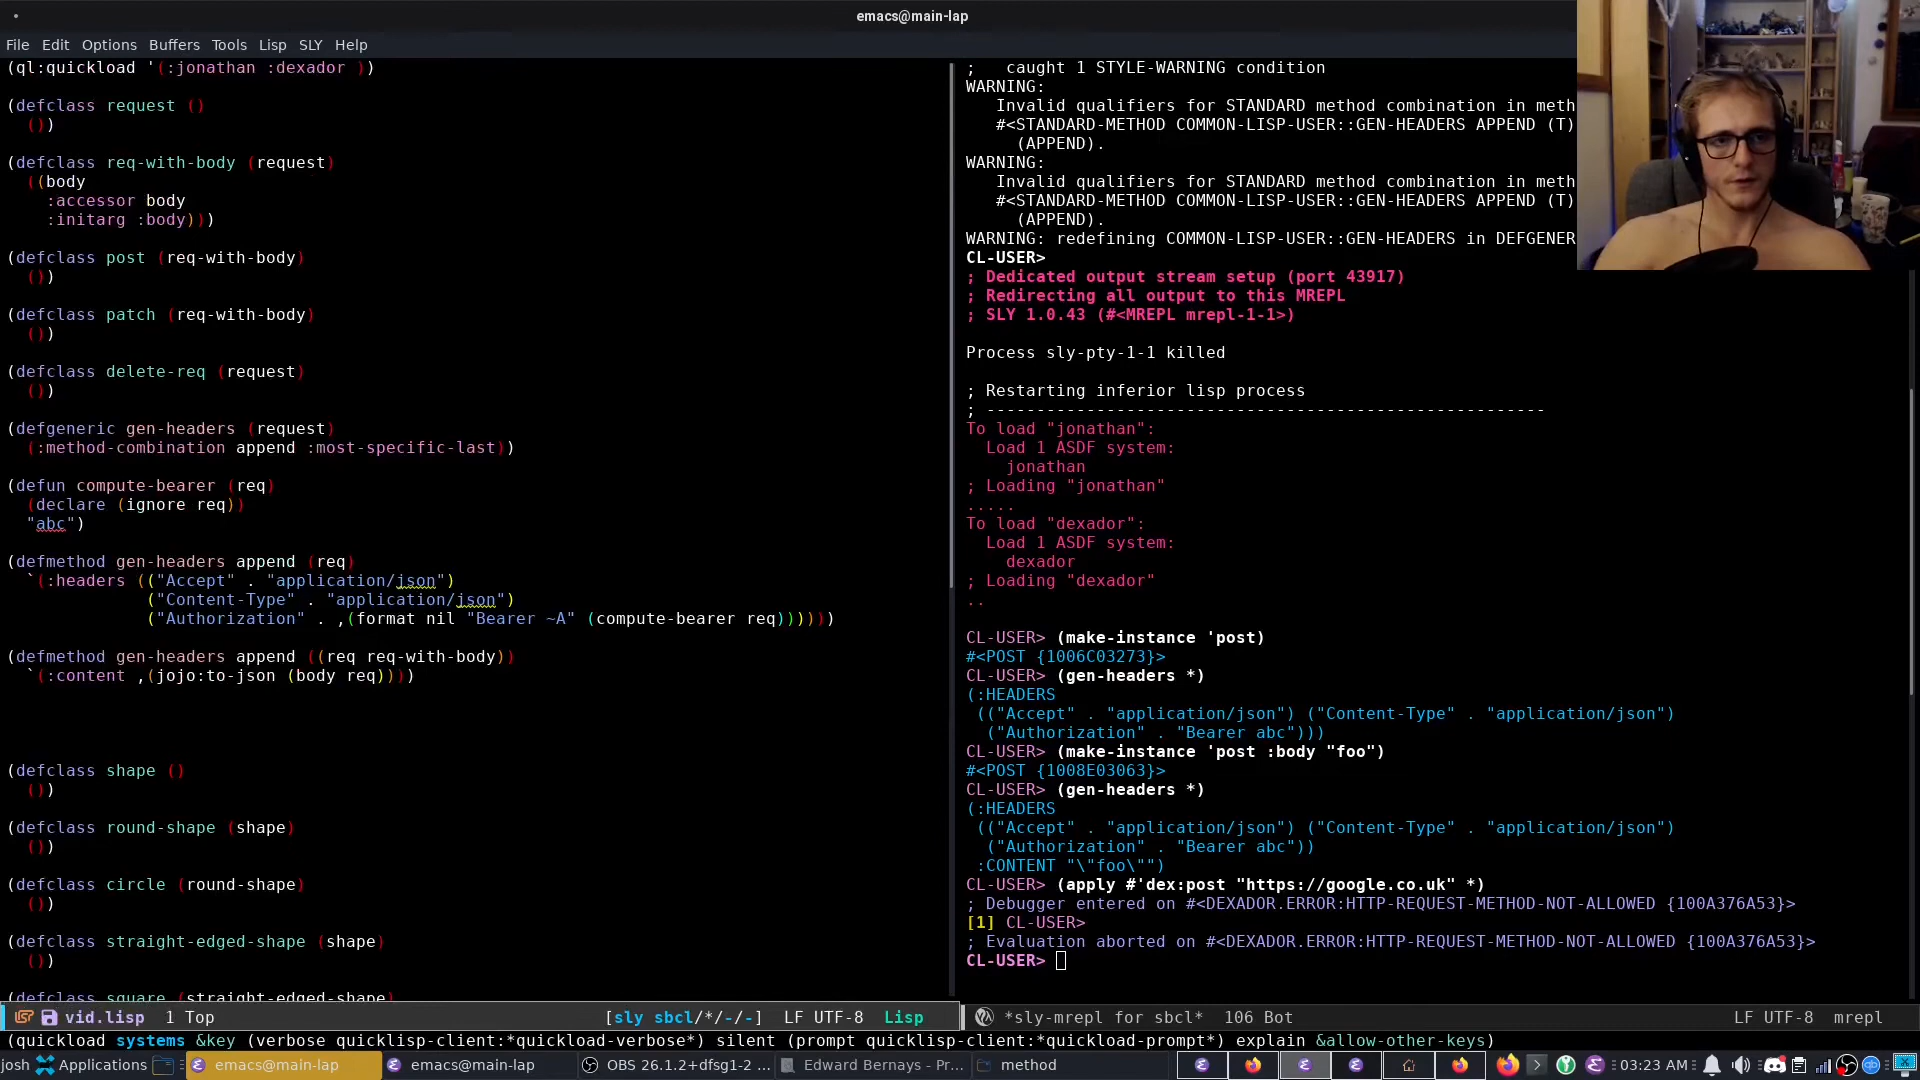 emacs@main-lap
File Edit Options Buffers Tools Lisp SLY Help
(ql:quickload '(:jonathan :dexador ))
(defclass request ()
  ())
(defclass req-with-body (request)
  ((body
    :accessor body
    :initarg :body)))
(defclass post (req-with-body)
  ())
(defclass patch (req-with-body)
  ())
(defclass delete-req (request)
  ())
(defgeneric gen-headers (request)
  (:method-combination append :most-specific-last))
(defun compute-bearer (req)
  (declare (ignore req))
  "abc")
(defmethod gen-headers append (req)
  `(:headers (("Accept" . "application/json")
              ("Content-Type" . "application/json")
              ("Authorization" . ,(format nil "Bearer ~A" (compute-bearer req))))))
(defmethod gen-headers append ((req req-with-body))
  `(:content ,(jojo:to-json (body req))))
(defclass shape ()
  ())
(defclass round-shape (shape)
  ())
(defclass circle (round-shape)
  ())
(defclass straight-edged-shape (shape)
  ())
(defclass square (straight-edged-shape)
vid.lisp 1 Top [sly sbcl/*/-/-] LF UTF-8 Lisp
;   caught 1 STYLE-WARNING condition
WARNING:
   Invalid qualifiers for STANDARD method combination in meth
   #<STANDARD-METHOD COMMON-LISP-USER::GEN-HEADERS APPEND (T)
     (APPEND).
WARNING:
   Invalid qualifiers for STANDARD method combination in meth
   #<STANDARD-METHOD COMMON-LISP-USER::GEN-HEADERS APPEND (T)
     (APPEND).
WARNING: redefining COMMON-LISP-USER::GEN-HEADERS in DEFGENER
CL-USER>
; Dedicated output stream setup (port 43917)
; Redirecting all output to this MREPL
; SLY 1.0.43 (#<MREPL mrepl-1-1>)
Process sly-pty-1-1 killed
; Restarting inferior lisp process
; --------------------------------------------------------
To load "jonathan":
  Load 1 ASDF system:
    jonathan
; Loading "jonathan"
.....
To load "dexador":
  Load 1 ASDF system:
    dexador
; Loading "dexador"
..
CL-USER> (make-instance 'post)
#<POST {1006C03273}>
CL-USER> (gen-headers *)
(:HEADERS
 (("Accept" . "application/json") ("Content-Type" . "application/json")
  ("Authorization" . "Bearer abc")))
CL-USER> (make-instance 'post :body "foo")
#<POST {1008E03063}>
CL-USER> (gen-headers *)
(:HEADERS
 (("Accept" . "application/json") ("Content-Type" . "application/json")
  ("Authorization" . "Bearer abc"))
 :CONTENT "\"foo\"")
CL-USER> (apply #'dex:post "https://google.co.uk" *)
; Debugger entered on #<DEXADOR.ERROR:HTTP-REQUEST-METHOD-NOT-ALLOWED {100A376A53}>
[1] CL-USER>
; Evaluation aborted on #<DEXADOR.ERROR:HTTP-REQUEST-METHOD-NOT-ALLOWED {100A376A53}>
CL-USER>
*sly-mrepl for sbcl* 106 Bot LF UTF-8 mrepl
(quickload systems &key (verbose quicklisp-client:*quickload-verbose*) silent (prompt quicklisp-client:*quickload-prompt*) explain &allow-other-keys)
josh Applications emacs@main-lap emacs@main-lap OBS 26.1.2+dfsg1-2 ... Edward Bernays - Pr... method 03:23 AM